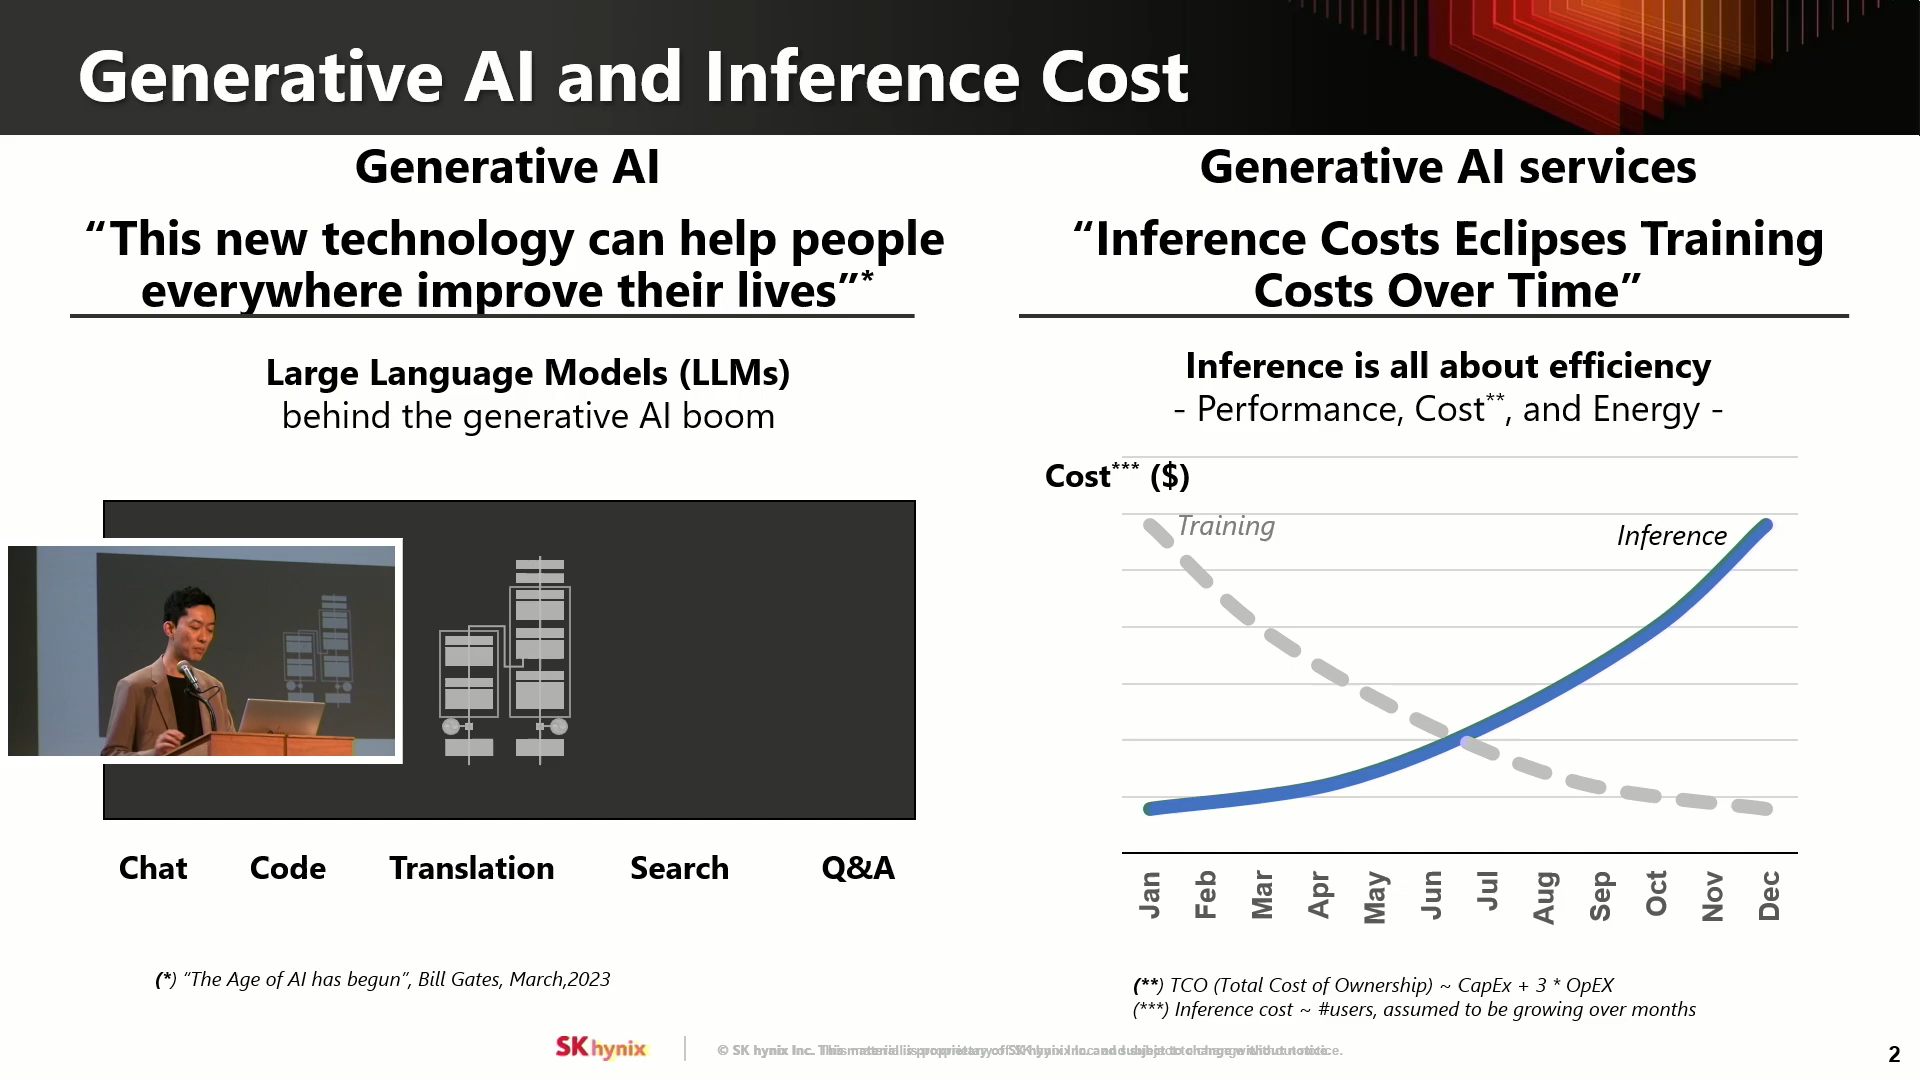 Generative AI and Inference Cost
Generative AI
“This new technology can help people
everywhere improve their lives”*
Large Language Models (LLMs)
behind the generative AI boom
Chat Code Translation Search Q&A
(*) “The Age of AI has begun”, Bill Gates, March,2023
Generative AI services
“Inference Costs Eclipses Training
Costs Over Time”
Inference is all about efficiency
- Performance, Cost**, and Energy -
Cost*** ($)
Training
Inference
Jan Feb Mar Apr May Jun Jul Aug Sep Oct Nov Dec
(**) TCO (Total Cost of Ownership) ~ CapEx + 3 * OpEX
(***) Inference cost ~ #users, assumed to be growing over months
SK hynix
© SK hynix Inc. This material is proprietary of SK hynix Inc. and subject to change without notice.
2